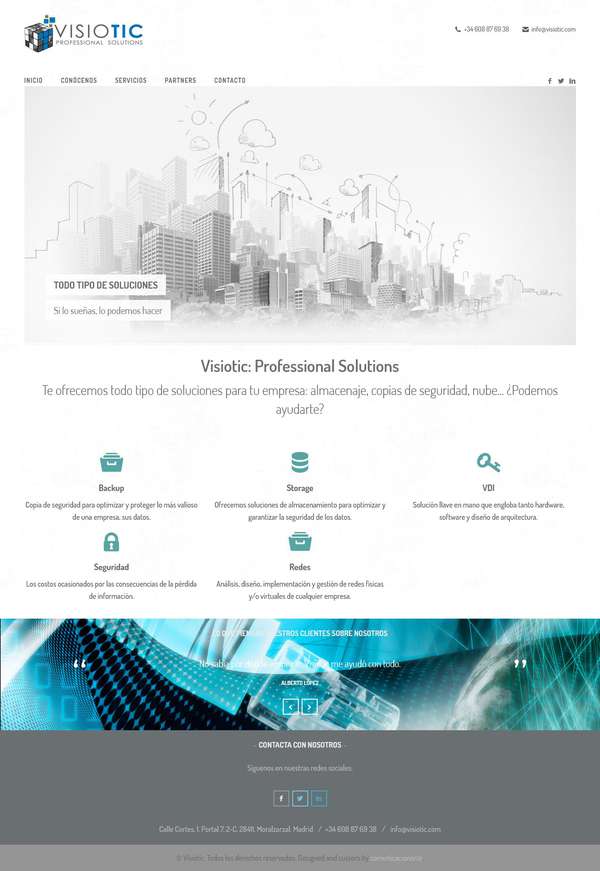 VISIOTIC
PROFESSIONAL SOLUTIONS
+34 608 87 69 38
info@visiotic.com
INICIO CONÓCENOS SERVICIOS PARTNERS CONTACTO
TODO TIPO DE SOLUCIONES
Si lo sueñas, lo podemos hacer
Visiotic: Professional Solutions
Te ofrecemos todo tipo de soluciones para tu empresa: almacenaje, copias de seguridad, nube... ¿Podemos
ayudarte?
Backup
Copia de seguridad para optimizar y proteger lo más valioso
de una empresa, sus datos.
Storage
Ofrecemos soluciones de almacenamiento para optimizar y
garantizar la seguridad de los datos.
VDI
Solución llave en mano que engloba tanto hardware,
software y diseño de arquitectura.
Seguridad
Los costos ocasionados por las consecuencias de la pérdida
de información.
Redes
Análisis, diseño, implementación y gestión de redes físicas
y/o virtuales de cualquier empresa.
NUESTROS CLIENTES SOBRE NOSOTROS
“ No me ayudó con todo. ”
ALBERTO LÓPEZ
- CONTACTA CON NOSOTROS -
Síguenos en nuestras redes sociales.
Calle Cortes, 1, Portal 7, 2-C, 28411, Moralzarzal. Madrid / +34 608 87 69 38 / info@visiotic.com
© Visiotic. Todos los derechos reservados. Designed and custom by